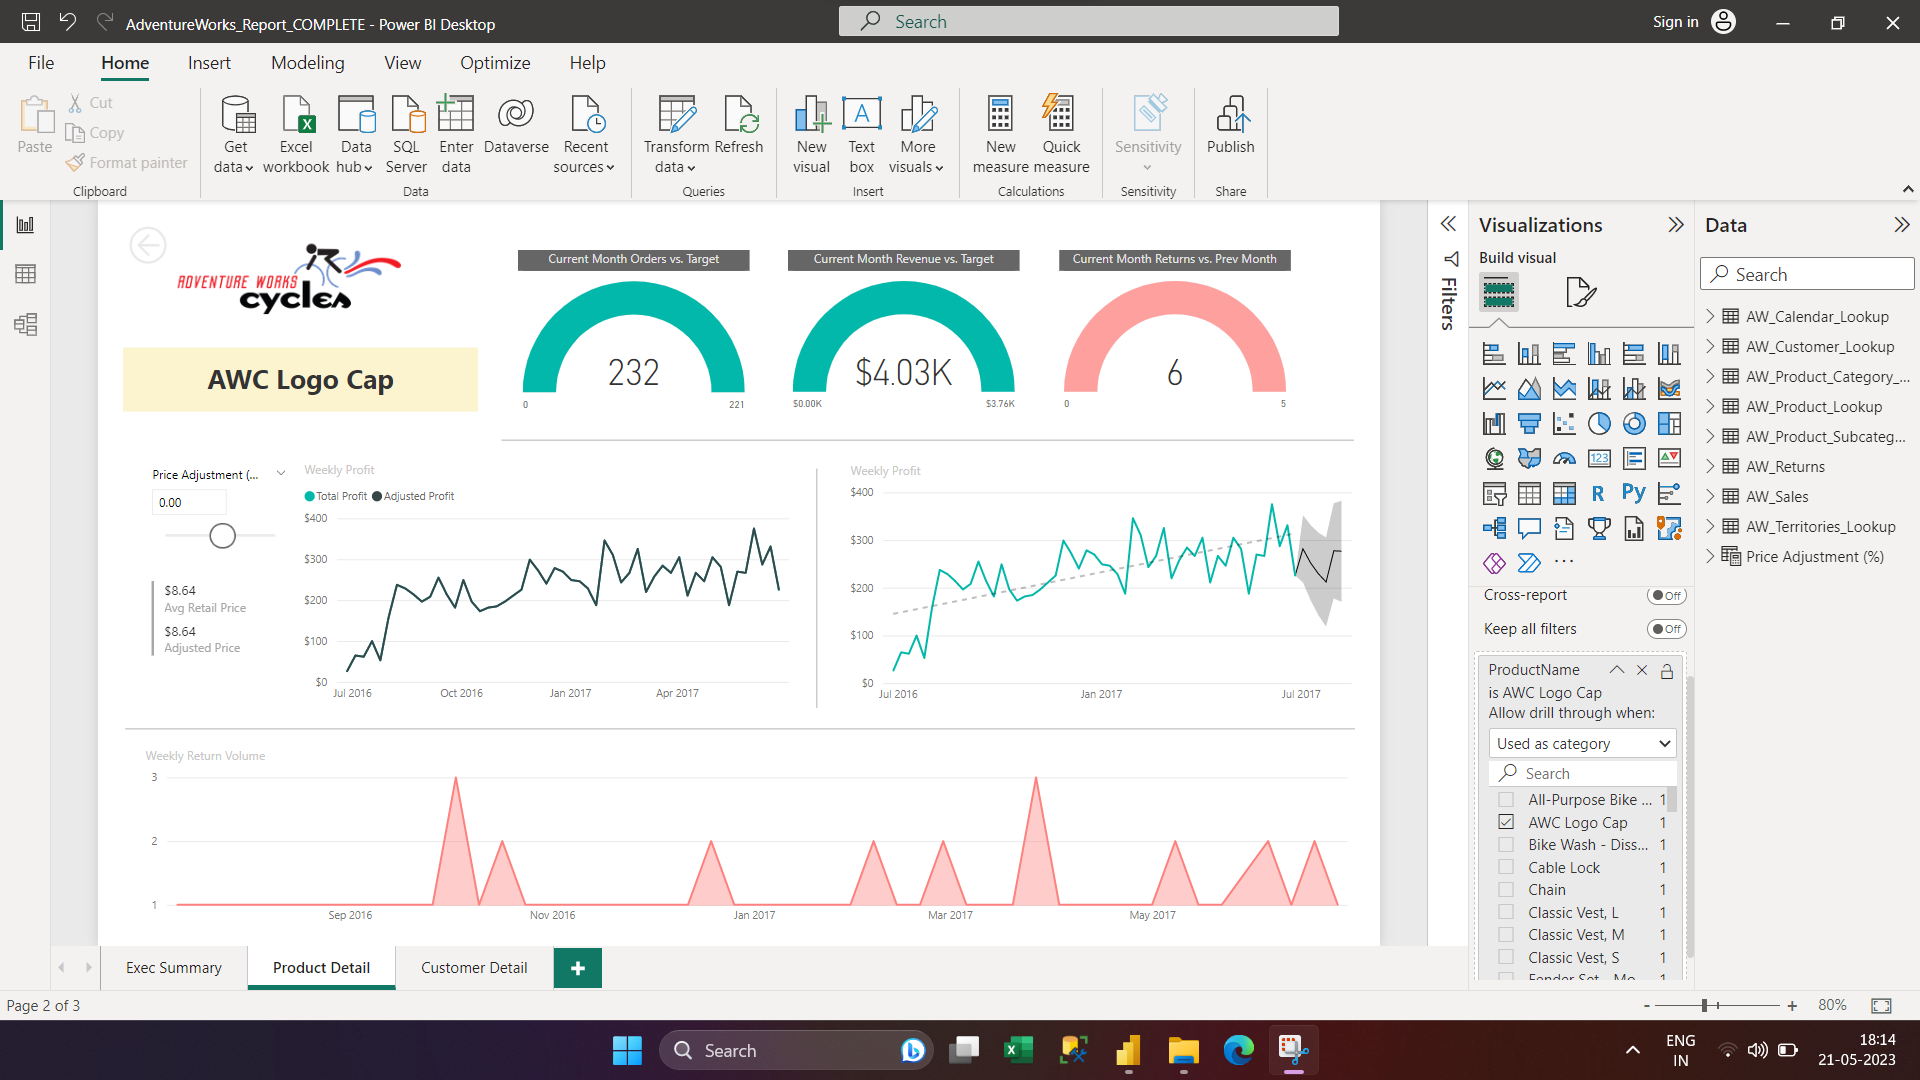 AdventureWorks_Report_COMPLETE - Power BI Desktop
Search
Sign in
File Home Insert Modeling View Optimize Help
Paste
Cut
Copy
Format painter
Clipboard
Get data
Excel workbook
Data hub
SQL Server
Enter data
Dataverse
Recent sources
Data
Transform data
Refresh
Queries
New visual
Text box
More visuals
Insert
New measure
Quick measure
Calculations
Sensitivity
Sensitivity
Publish
Share
ADVENTURE WORKS
cycles
AWC Logo Cap
Current Month Orders vs. Target
232
0 221
Current Month Revenue vs. Target
$4.03K
$0.00K $3.76K
Current Month Returns vs. Prev Month
6
0 5
Price Adjustment (...
0.00
$8.64
Avg Retail Price
$8.64
Adjusted Price
Weekly Profit
Total Profit Adjusted Profit
$400
$300
$200
$100
$0
Jul 2016 Oct 2016 Jan 2017 Apr 2017
Weekly Profit
$400
$300
$200
$100
$0
Jul 2016 Jan 2017 Jul 2017
Weekly Return Volume
3
2
1
Sep 2016 Nov 2016 Jan 2017 Mar 2017 May 2017
Filters
Visualizations
Build visual
123
R
Py
...
Cross-report Off
Keep all filters Off
ProductName
is AWC Logo Cap
Allow drill through when:
Used as category
Search
All-Purpose Bike ... 1
AWC Logo Cap 1
Bike Wash - Diss... 1
Cable Lock 1
Chain 1
Classic Vest, L 1
Classic Vest, M 1
Classic Vest, S 1
Fender Set - Mo... 1
Data
Search
AW_Calendar_Lookup
AW_Customer_Lookup
AW_Product_Category_...
AW_Product_Lookup
AW_Product_Subcateg...
AW_Returns
AW_Sales
AW_Territories_Lookup
Price Adjustment (%)
Exec Summary Product Detail Customer Detail +
Page 2 of 3
- + 80%
Search
ENG
IN
18:14
21-05-2023